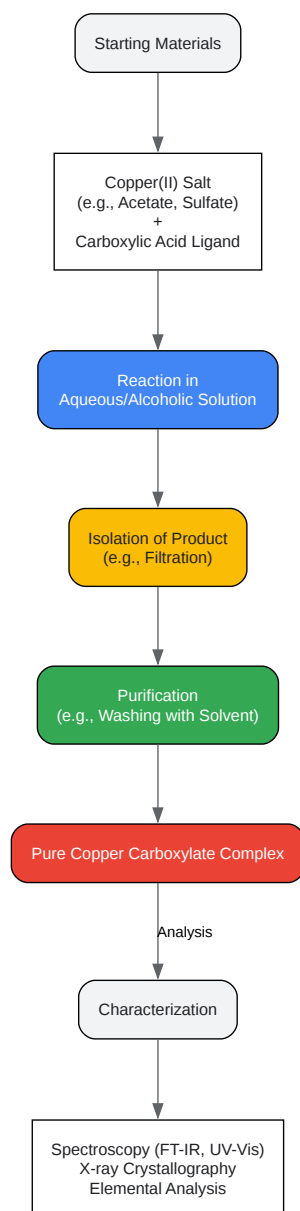 Starting Materials
Copper(II) Salt
(e.g., Acetate, Sulfate)
+
Carboxylic Acid Ligand
Reaction in
Aqueous/Alcoholic Solution
Isolation of Product
(e.g., Filtration)
Purification
(e.g., Washing with Solvent)
Pure Copper Carboxylate Complex
Analysis
Characterization
Spectroscopy (FT-IR, UV-Vis)
X-ray Crystallography
Elemental Analysis